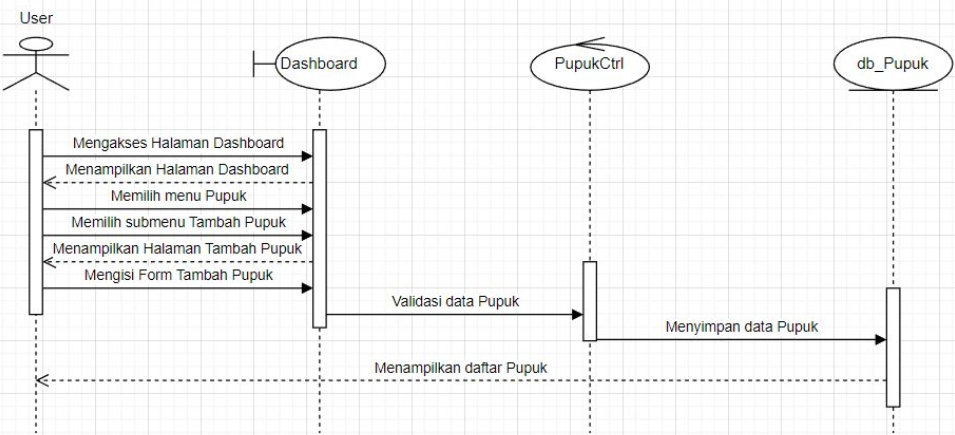 User
Dashboard
PupukCtrl
db_Pupuk
Mengakses Halaman Dashboard
Menampilkan Halaman Dashboard
Memilih menu Pupuk
Memilih submenu Tambah Pupuk
Menampilkan Halaman Tambah Pupuk
Mengisi Form Tambah Pupuk
Validasi data Pupuk
Menyimpan data Pupuk
Menampilkan daftar Pupuk